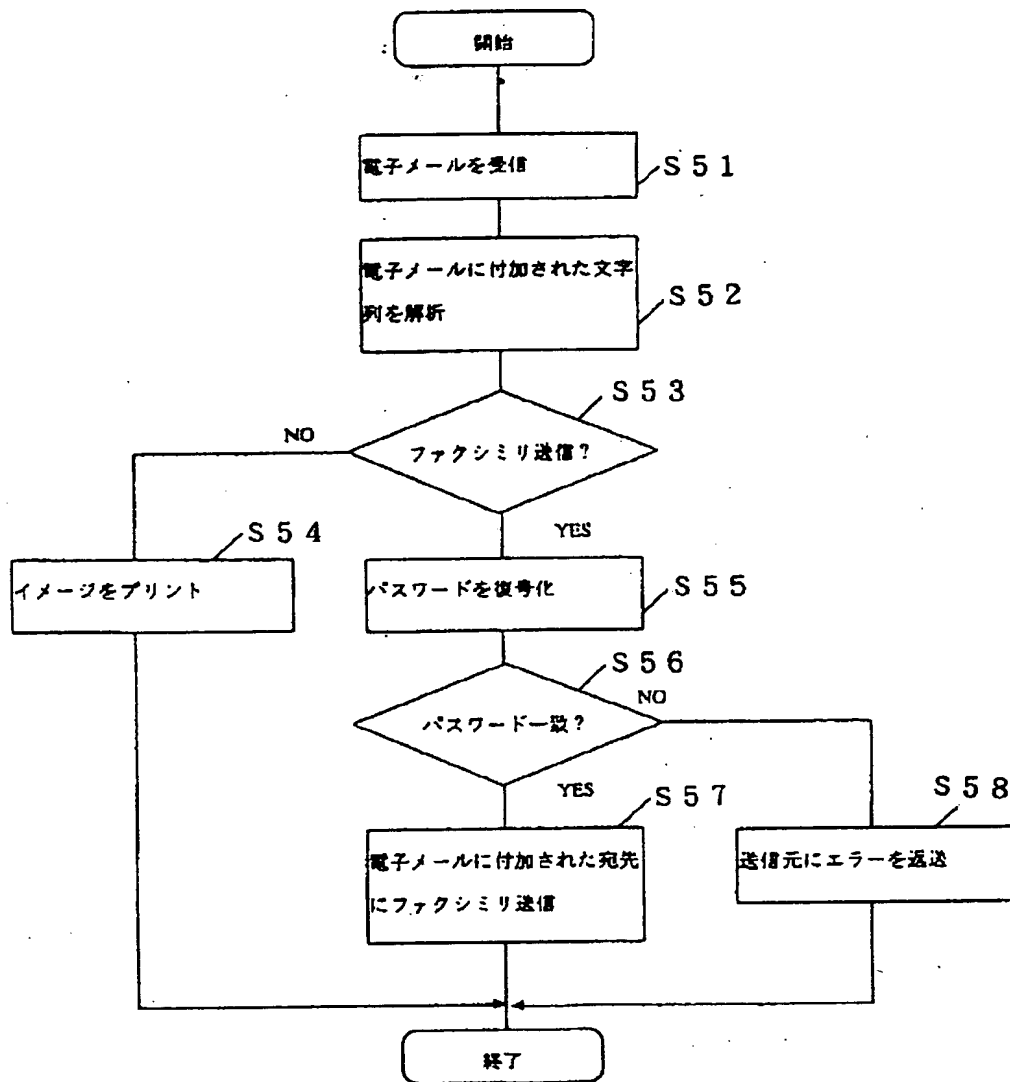 開始
電子メールを受信
S51
電子メールに付加された文字
列を解析
S52
S53
ファクシミリ送信?
NO
YES
S54
イメージをプリント
パスワードを復号化
S55
S56
パスワード一致?
NO
YES
S57
電子メールに付加された宛先
にファクシミリ送信
S58
送信元にエラーを返送
終了